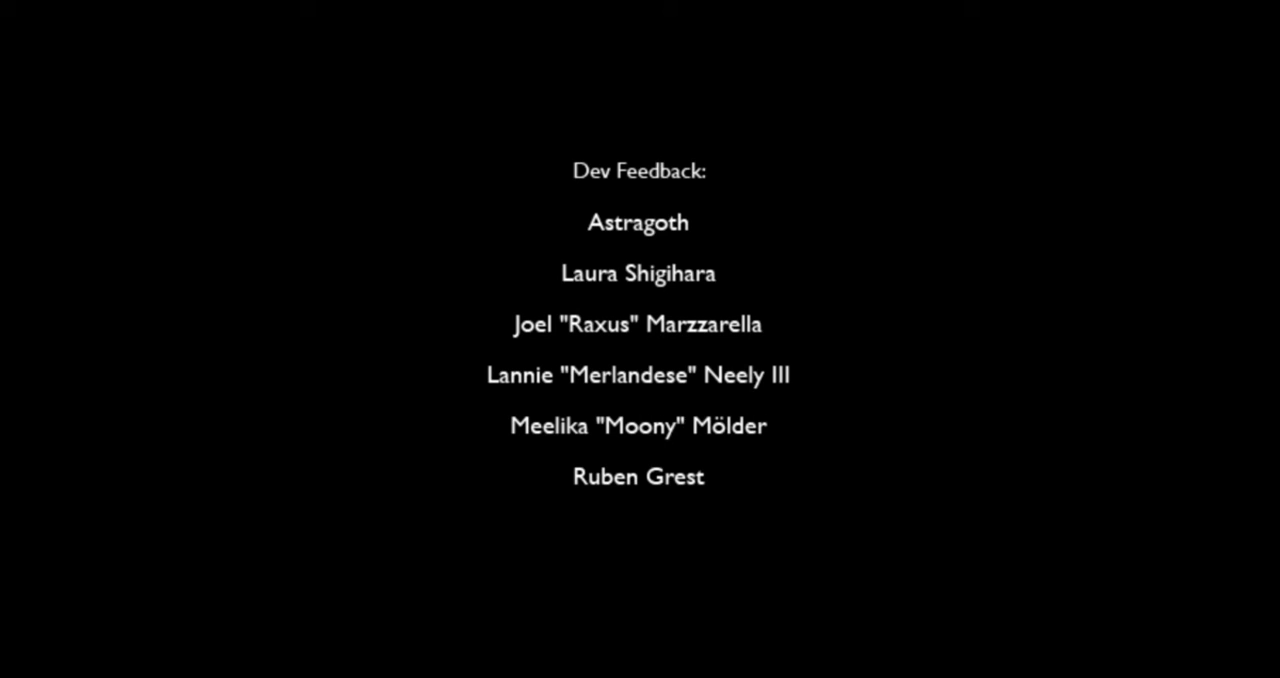 Dev Feedback:
Astragoth
Laura Shigihara
Joel "Raxus" Marzzarella
Lannie "Merlandese" Neely III
Meelika "Moony" Mölder
Ruben Grest